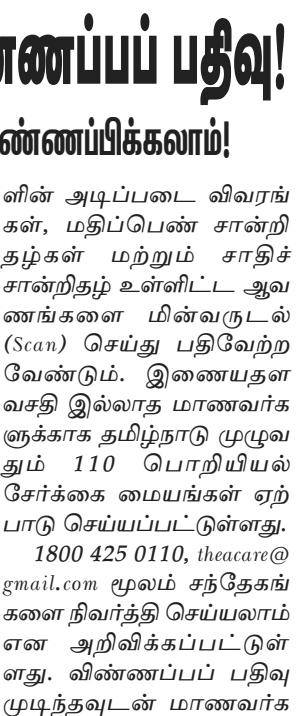 ண்ணப்பப் பதிவு!
ண்ணப்பிக்கலாம்!
ளின் அடிப்படை விவரங்
கள், மதிப்பெண் சான்றி
தழ்கள் மற்றும் சாதிச்
சான்றிதழ் உள்ளிட்ட ஆவ
ணங்களை மின்வருடல்
(Scan) செய்து பதிவேற்ற
வேண்டும். இணையதள
வசதி இல்லாத மாணவர்க
ளுக்காக தமிழ்நாடு முழுவ
தும் 110 பொறியியல்
சேர்க்கை மையங்கள் ஏற்
பாடு செய்யப்பட்டுள்ளது.
1800 425 0110, theacare@
gmail.com மூலம் சந்தேகங்
களை நிவர்த்தி செய்யலாம்
என அறிவிக்கப்பட்டுள்
ளது. விண்ணப்பப் பதிவு
முடிந்தவுடன் மாணவர்க